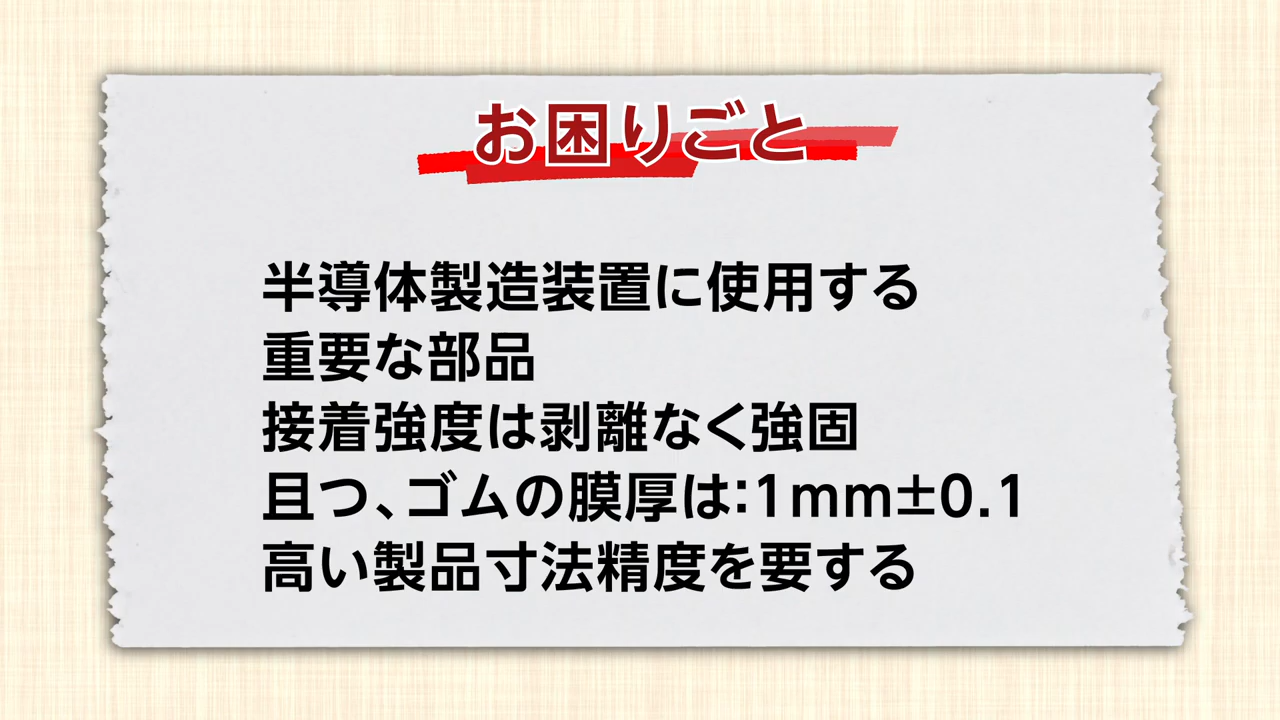 お困りごと
半導体製造装置に使用する
重要な部品
接着強度は剥離なく強固
且つ、ゴムの膜厚は:1mm±0.1
高い製品寸法精度を要する